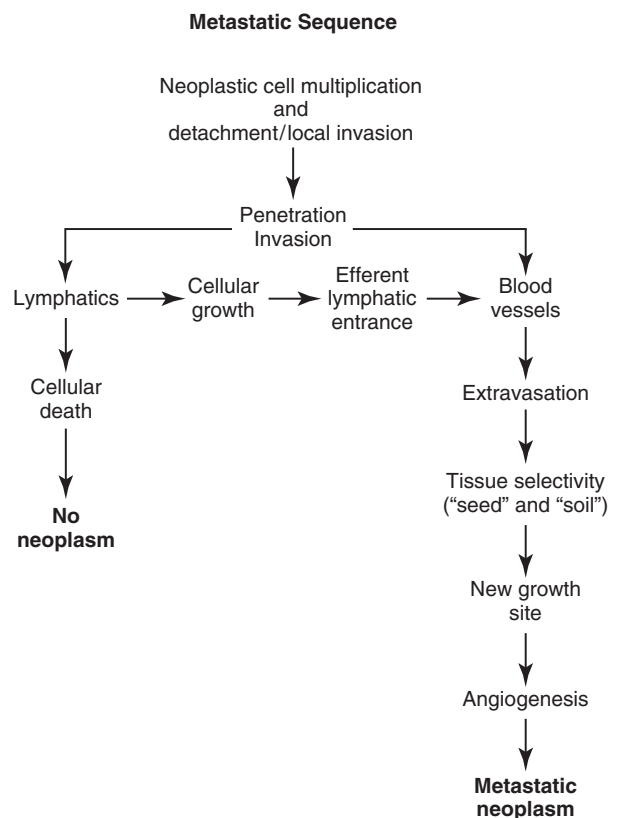 Metastatic Sequence
Neoplastic cell multiplication
and
detachment/local invasion
Penetration
Invasion
Lymphatics
Cellular
growth
Efferent
lymphatic
entrance
Blood
vessels
Cellular
death
No
neoplasm
Extravasation
Tissue selectivity
(“seed” and “soil”)
New growth
site
Angiogenesis
Metastatic
neoplasm